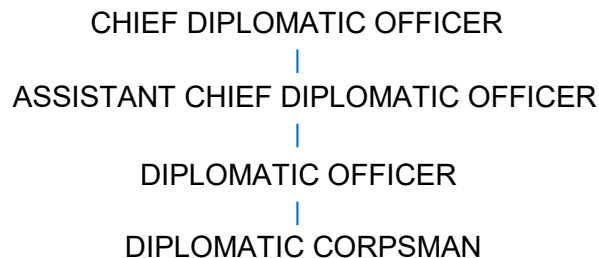 CHIEF DIPLOMATIC OFFICER
ASSISTANT CHIEF DIPLOMATIC OFFICER
DIPLOMATIC OFFICER
DIPLOMATIC CORPSMAN